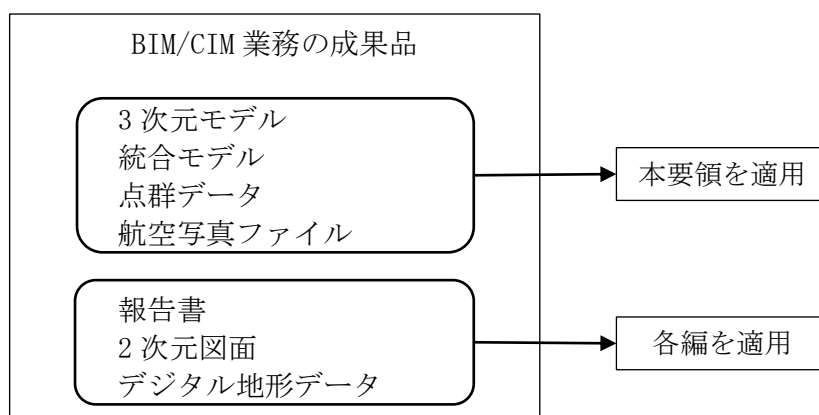 BIM/CIM 業務の成果品
3 次元モデル
統合モデル
点群データ
航空写真ファイル
本要領を適用
報告書
2 次元図面
デジタル地形データ
各編を適用